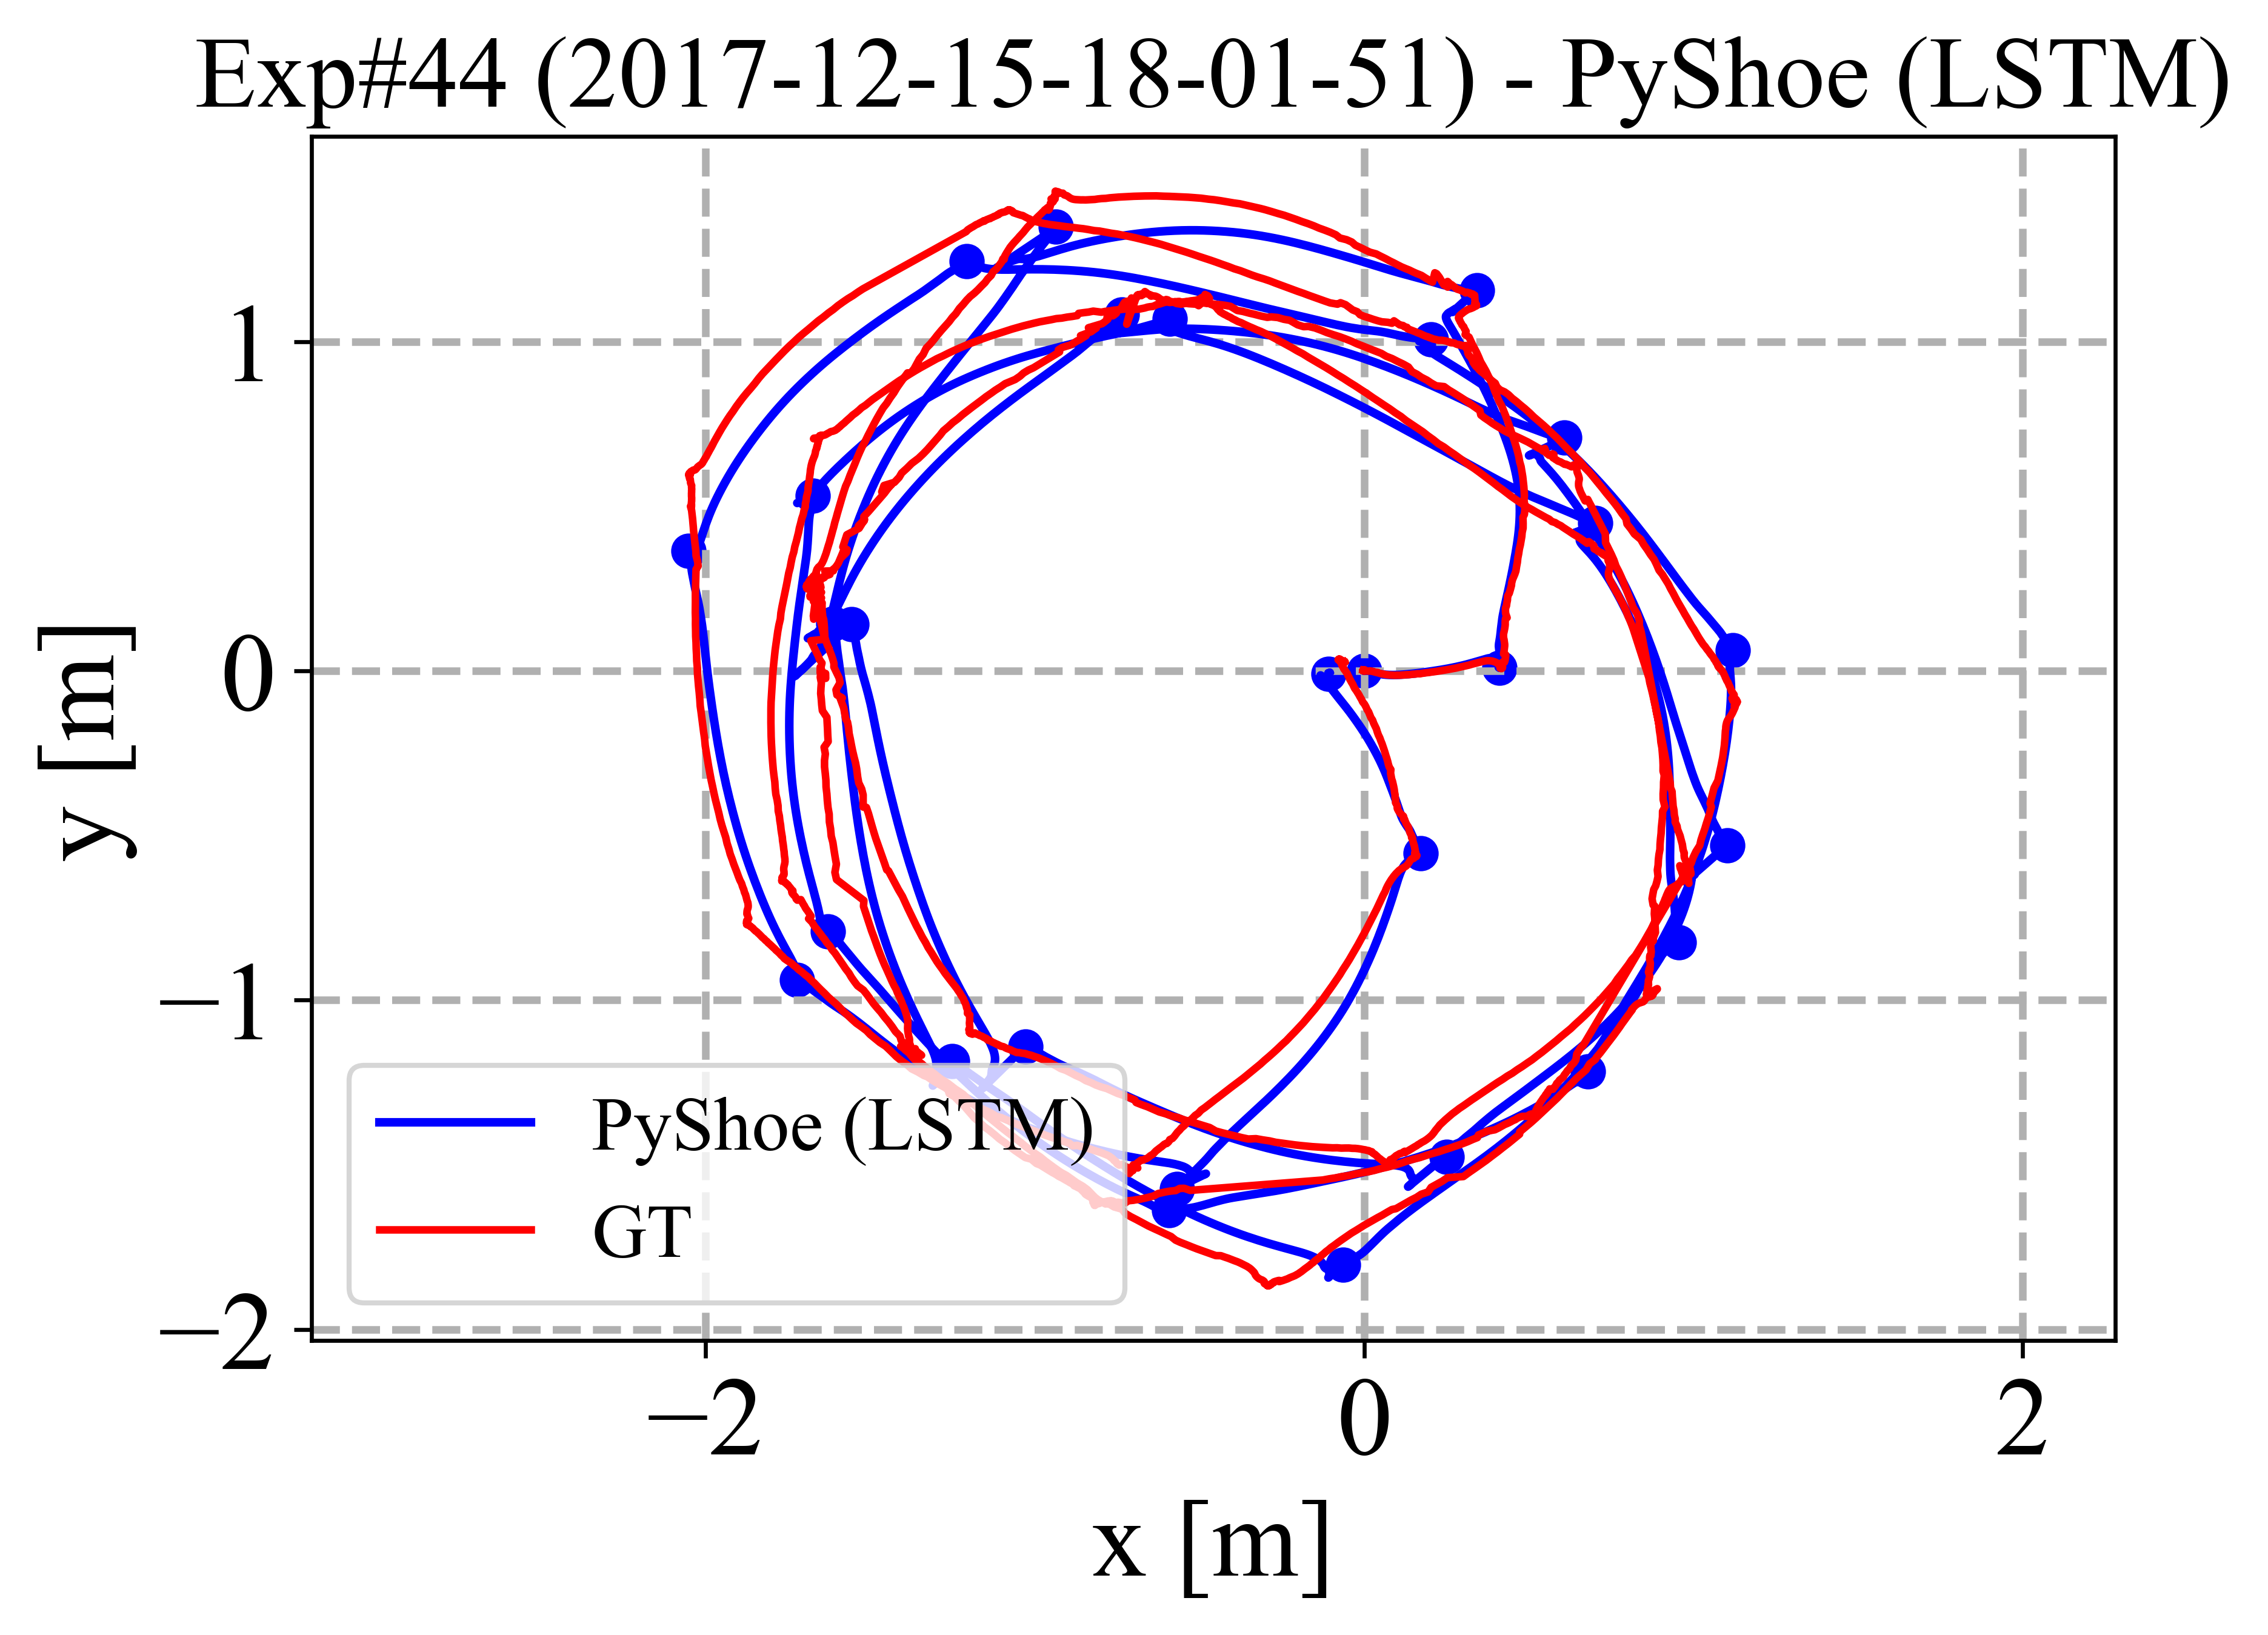 Exp#44 (2017-12-15-18-01-51) - PyShoe (LSTM)
y [m]
1
0
−1
−2
PyShoe (LSTM)
GT
−2 0 2
x [m]